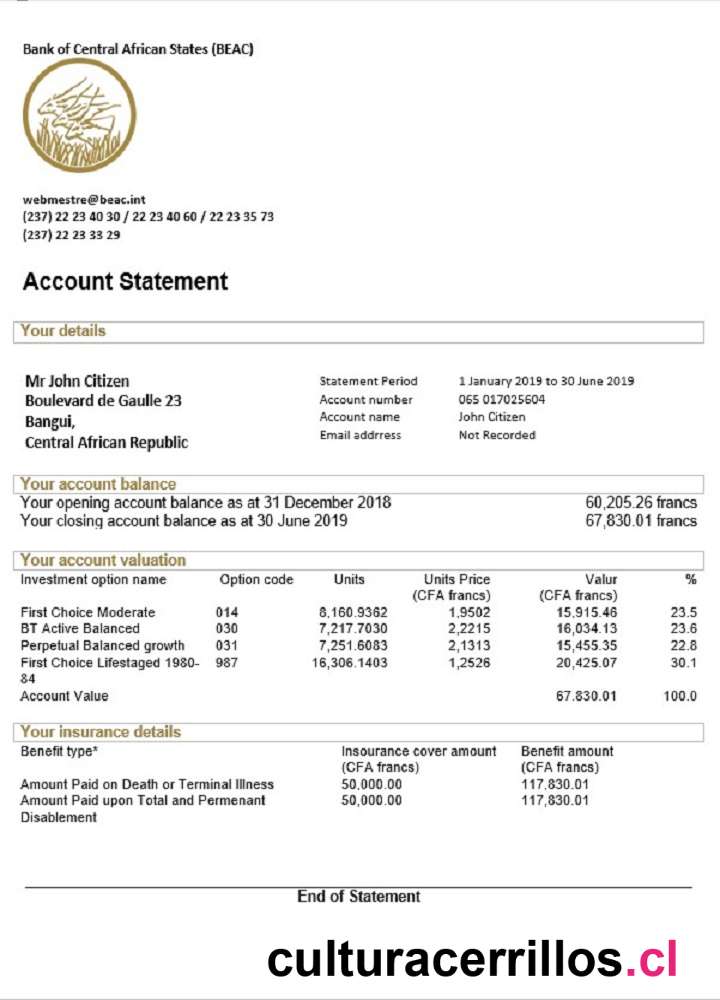 Bank of Central African States (BEAC)
webmestre@beac.int
(237) 22 23 40 30 / 22 23 40 60 / 22 23 35 73
(237) 22 23 33 29
Account Statement
Your details
Mr John Citizen
Boulevard de Gaulle 23
Bangui,
Central African Republic
Statement Period 1 January 2019 to 30 June 2019
Account number 065 017025604
Account name John Citizen
Email addrress Not Recorded
Your account balance
Your opening account balance as at 31 December 2018 60,205.26 francs
Your closing account balance as at 30 June 2019 67,830.01 francs
Your account valuation
Investment option name Option code Units Units Price Valur %
(CFA francs) (CFA francs)
First Choice Moderate 014 8,160.9362 1,9502 15,915.46 23.5
BT Active Balanced 030 7,217.7030 2,2215 16,034.13 23.6
Perpetual Balanced growth 031 7,251.6083 2,1313 15,455.35 22.8
First Choice Lifestaged 1980- 987 16,306.1403 1,2526 20,425.07 30.1
84
Account Value 67.830.01 100.0
Your insurance details
Benefit type* Insourance cover amount Benefit amount
(CFA francs) (CFA francs)
Amount Paid on Death or Terminal Illness 50,000.00 117,830.01
Amount Paid upon Total and Permenant 50,000.00 117,830.01
Disablement
End of Statement
culturacerrillos.cl